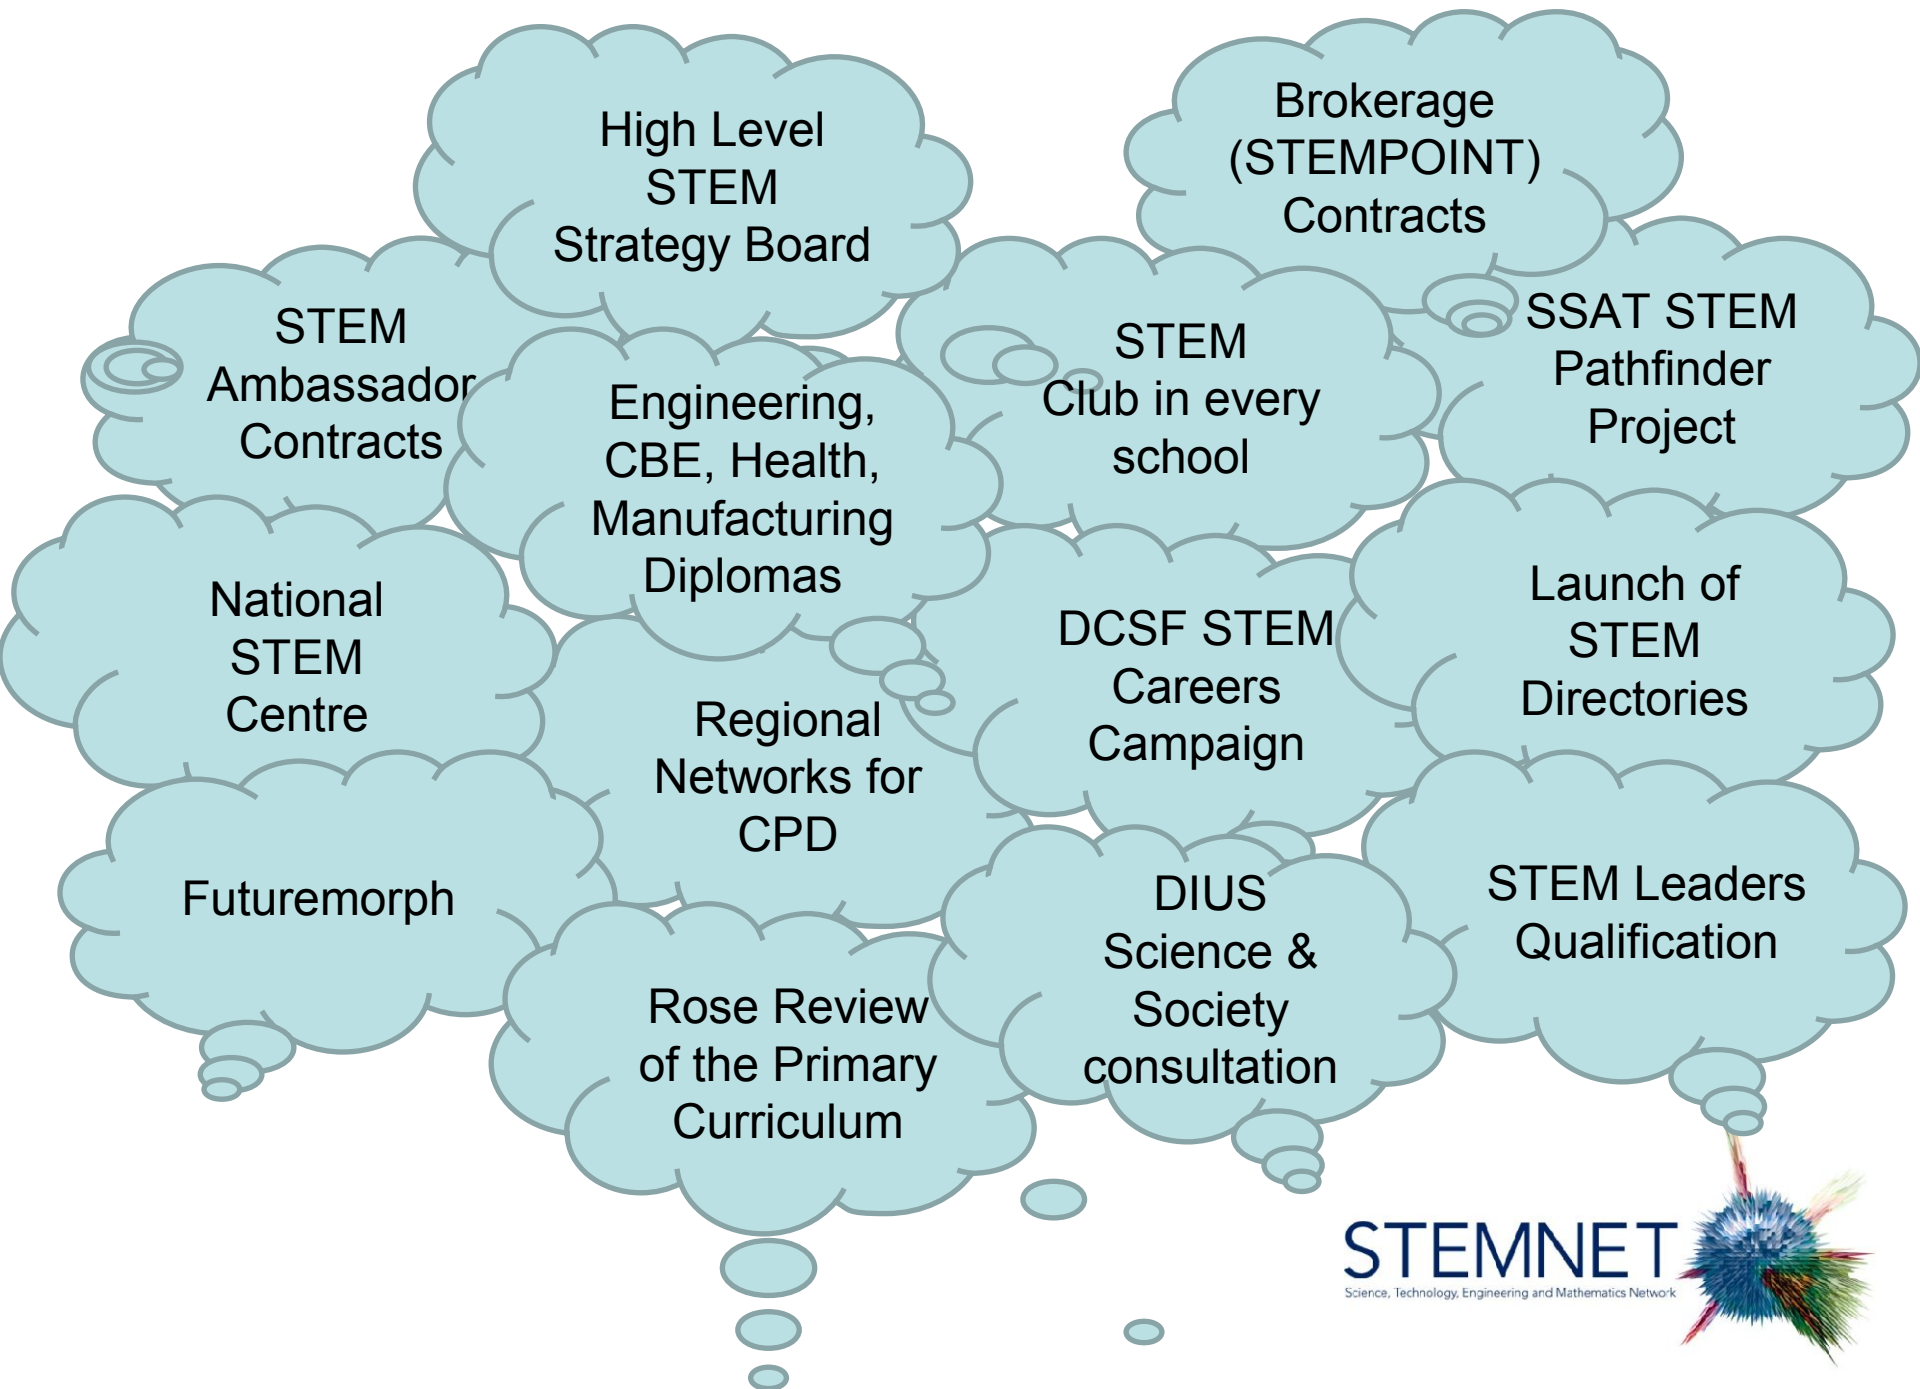 High Level
STEM
Strategy Board
Brokerage
(STEMPOINT)
Contracts
STEM
Ambassador
Contracts
Engineering,
CBE, Health,
Manufacturing
Diplomas
STEM
Club in every
school
SSAT STEM
Pathfinder
Project
National
STEM
Centre
Regional
Networks for
CPD
DCSF STEM
Careers
Campaign
Launch of
STEM
Directories
Futuremorph
Rose Review
of the Primary
Curriculum
DIUS
Science &
Society
consultation
STEM Leaders
Qualification
STEMNET
Science, Technology, Engineering and Mathematics Network